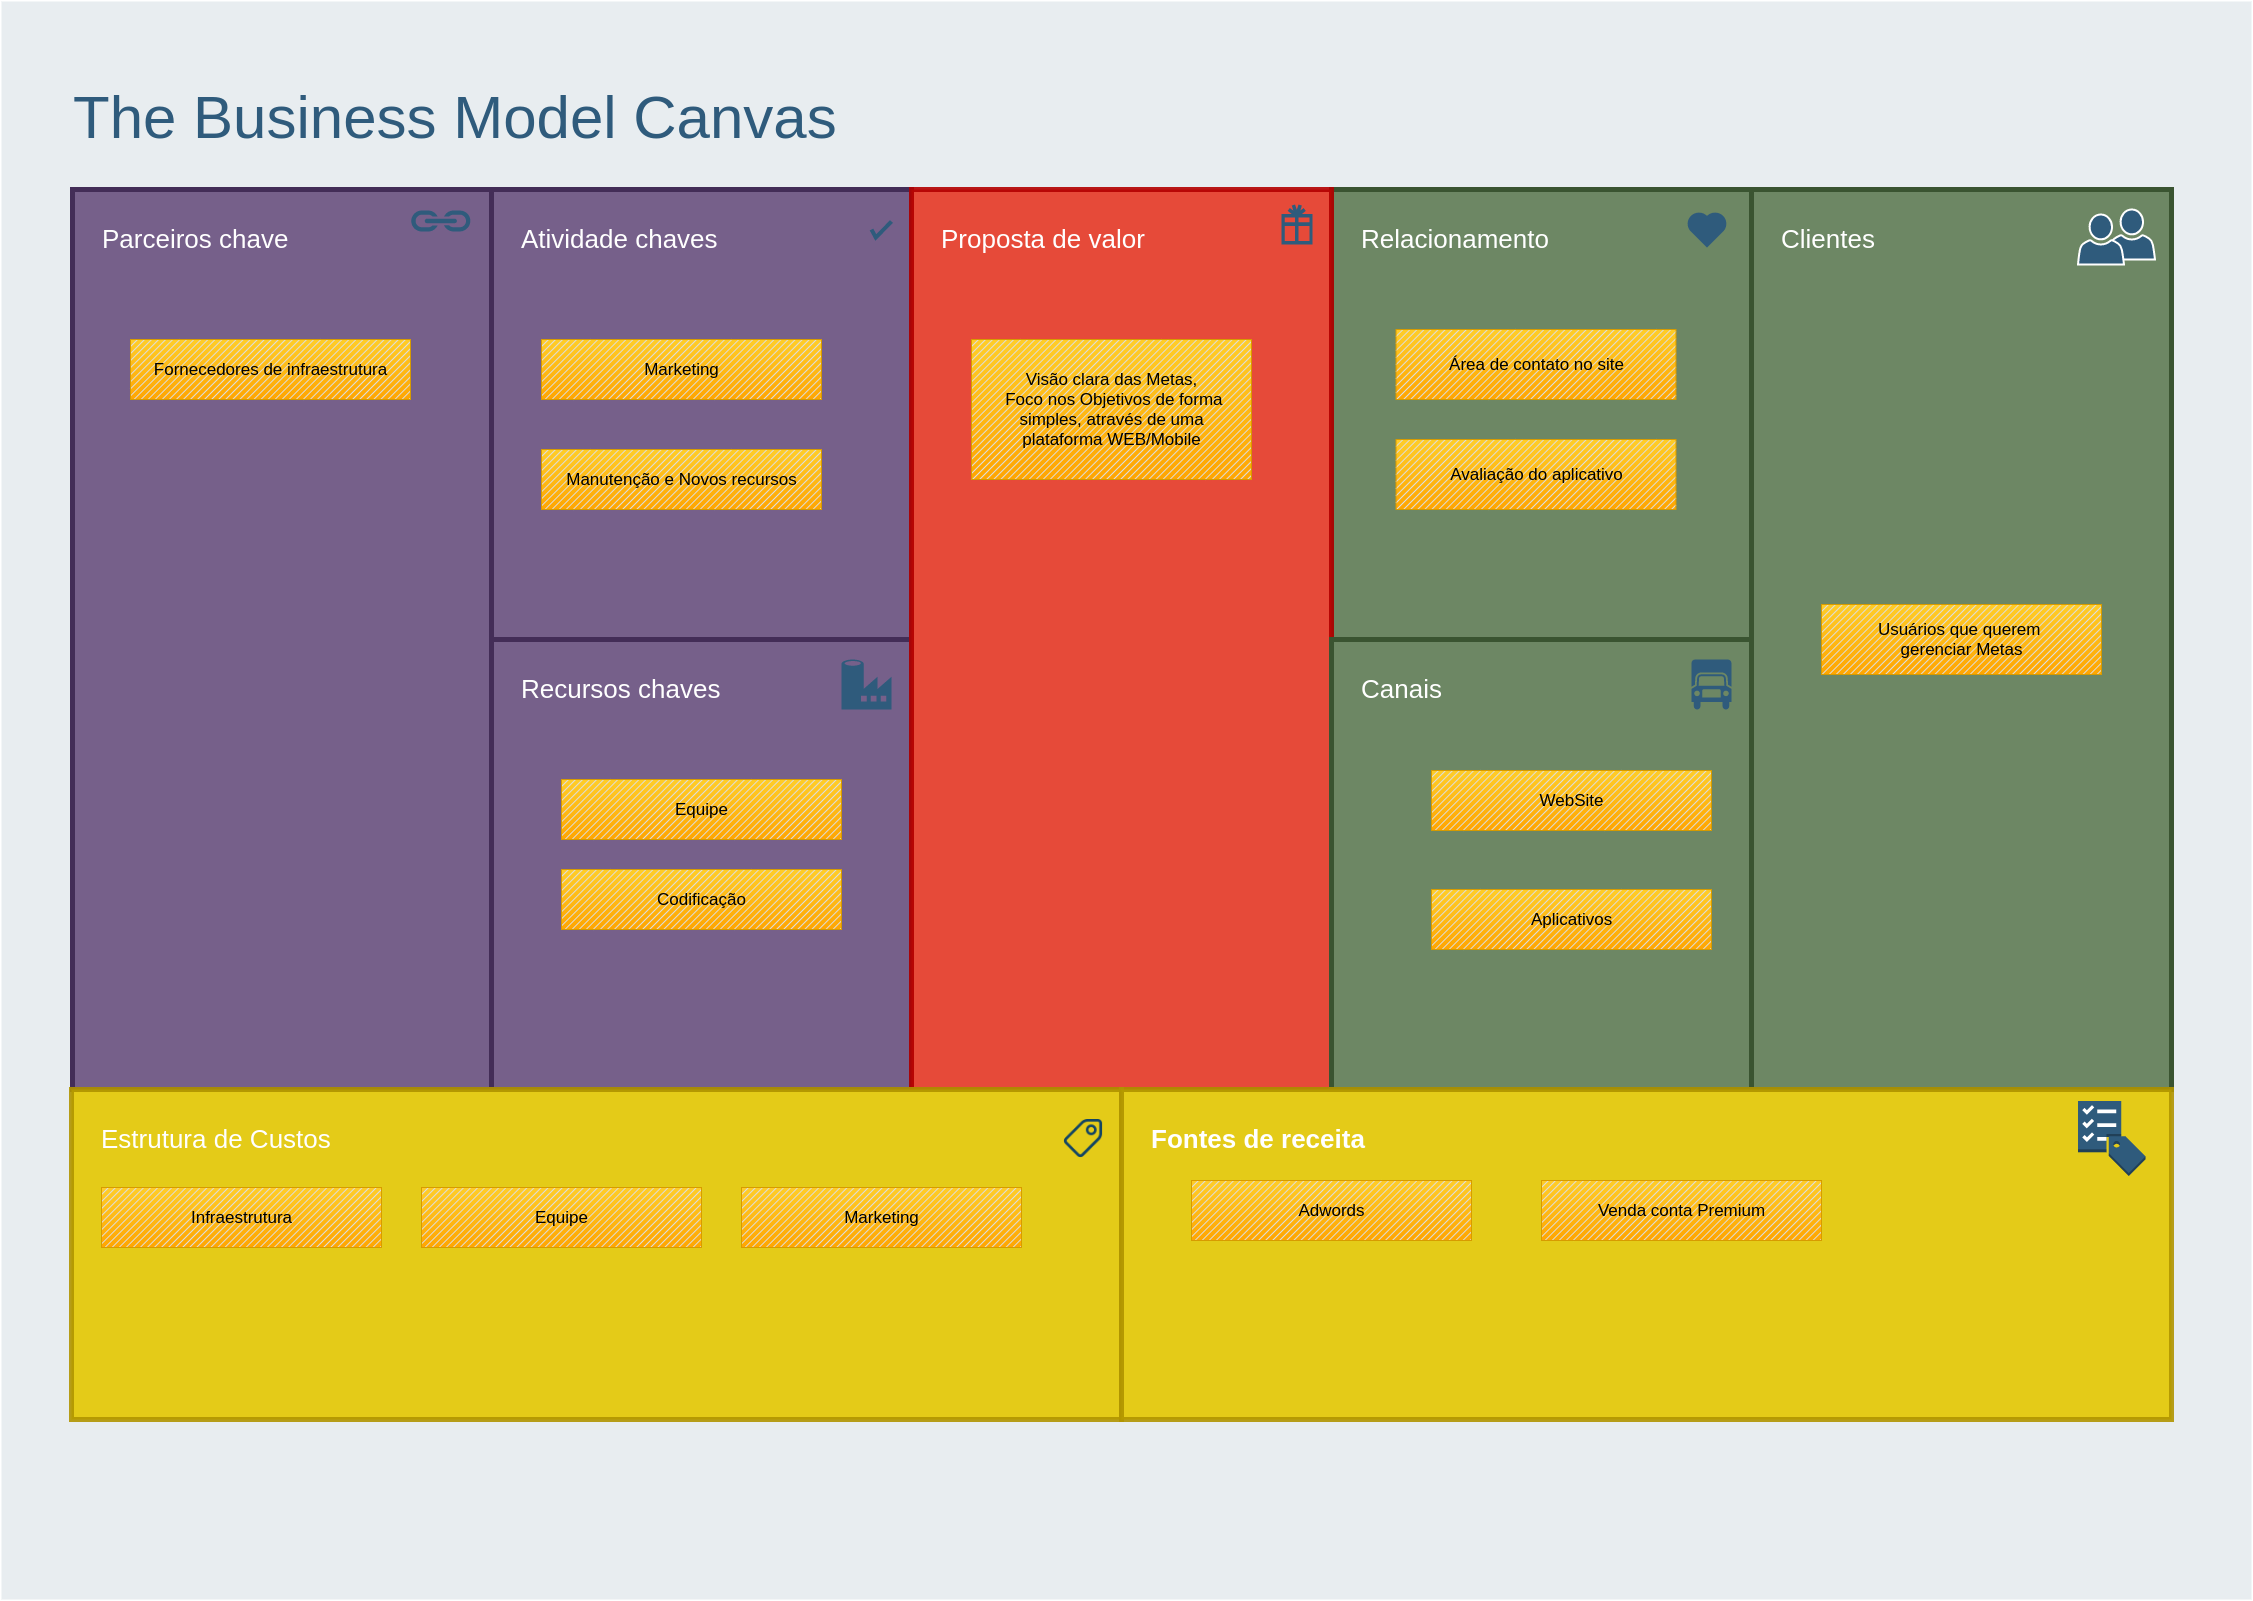 The Business Model Canvas
Parceiros chave
Fornecedores de infraestrutura
Atividade chaves
Marketing
Manutenção e Novos recursos
Recursos chaves
Equipe
Codificação
Proposta de valor
Visão clara das Metas,
Foco nos Objetivos de forma
simples, através de uma
plataforma WEB/Mobile
Relacionamento
Área de contato no site
Avaliação do aplicativo
Canais
WebSite
Aplicativos
Clientes
Usuários que querem
gerenciar Metas
Estrutura de Custos
Infraestrutura
Equipe
Marketing
Fontes de receita
Adwords
Venda conta Premium